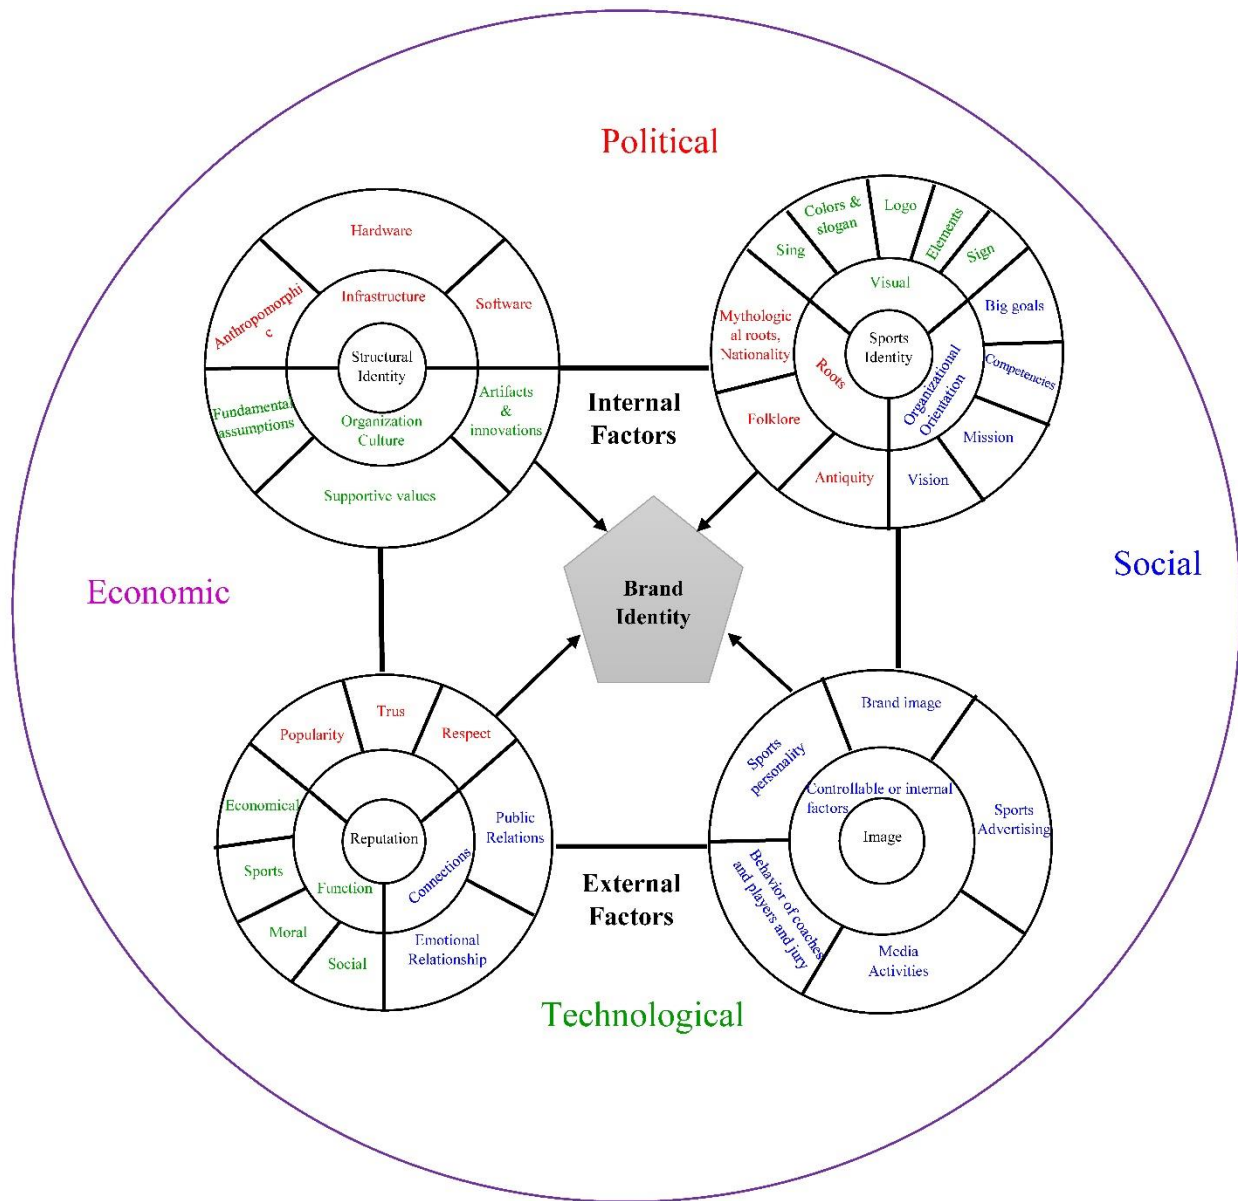 Political
Hardware
Infrastructure
Anthropomorphi
c
Software
Structural
Identity
Fundamental
assumptions
Organization
Culture
Artifacts
&
innovations
Supportive values
Sing
Colors &
slogan
Logo
Elements
Sign
Visual
Sports
Identity
Mythologic
al roots,
Nationality
Roots
Folklore
Antiquity
Organizational
Orientation
Big goals
Competencies
Mission
Vision
Internal
Factors
Economic
Brand
Identity
Social
Popularity
Trus
Respect
Economical
Sports
Moral
Social
Function
Reputation
Connections
Public
Relations
Emotional
Relationship
External
Factors
Sports
personality
Brand image
Controllable or internal
factors
Image
Sports
Advertising
Behavior of coaches
and players and jury
Media
Activities
Technological